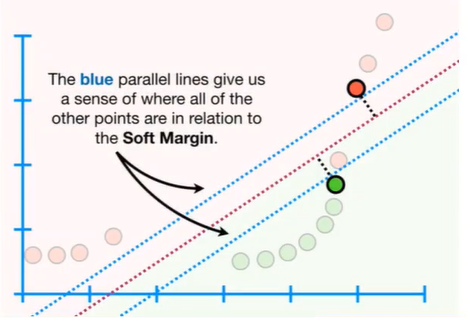 The blue parallel lines give us
a sense of where all of the
other points are in relation to
the Soft Margin.